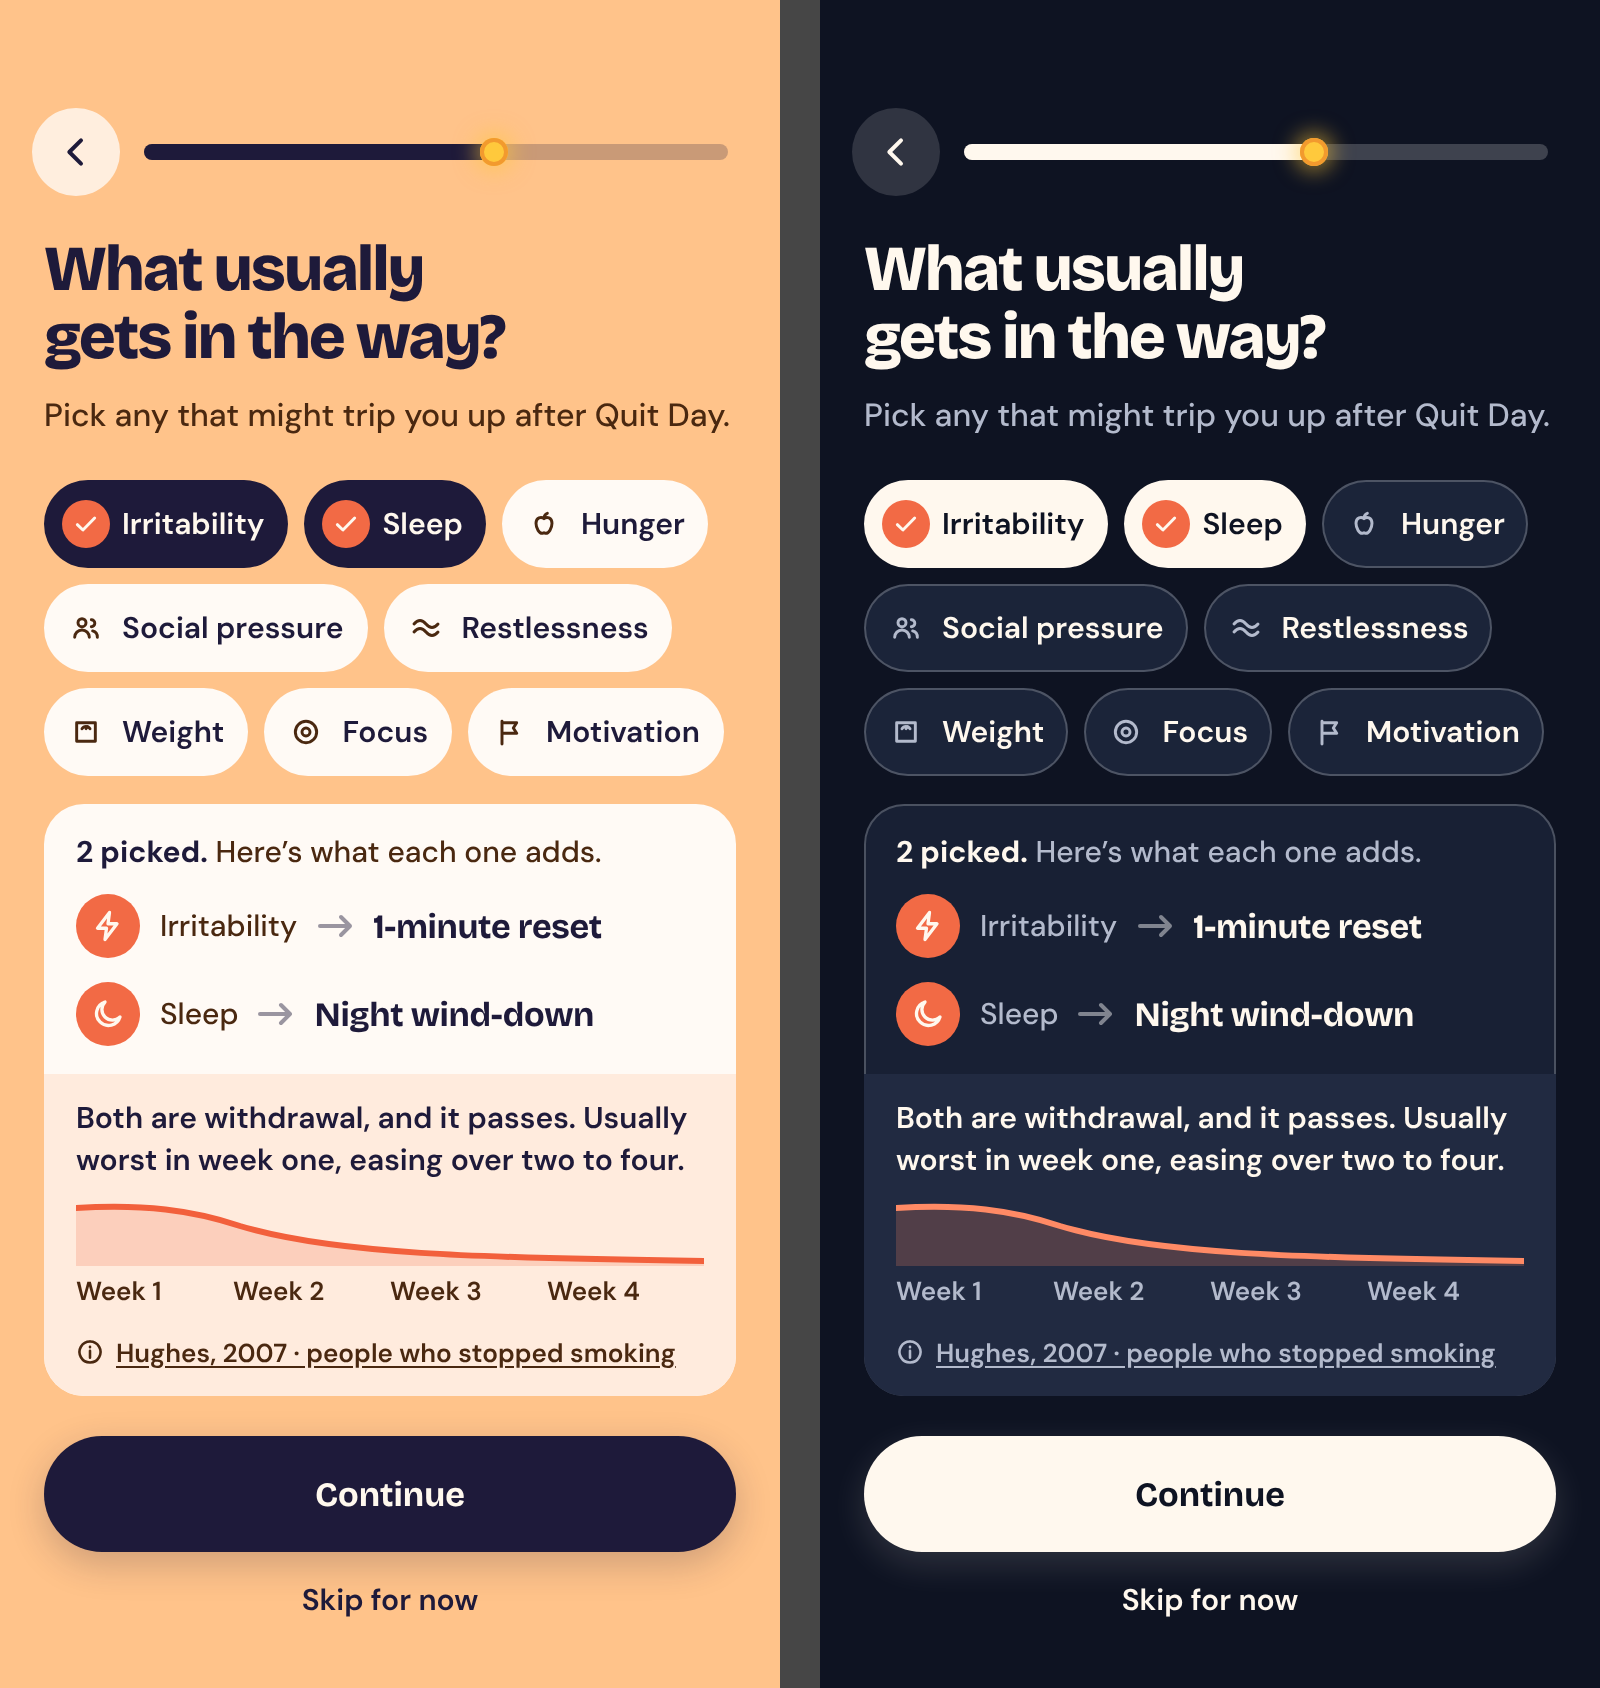 What usually
gets in the way?
Pick any that might trip you up after Quit Day.
Irritability
Sleep
Hunger
Social pressure
Restlessness
Weight
Focus
Motivation
2 picked. Here’s what each one adds.
Irritability → 1-minute reset
Sleep → Night wind-down
Both are withdrawal, and it passes. Usually
worst in week one, easing over two to four.
Week 1 Week 2 Week 3 Week 4
Hughes, 2007 · people who stopped smoking
Continue
Skip for now
What usually
gets in the way?
Pick any that might trip you up after Quit Day.
Irritability
Sleep
Hunger
Social pressure
Restlessness
Weight
Focus
Motivation
2 picked. Here’s what each one adds.
Irritability → 1-minute reset
Sleep → Night wind-down
Both are withdrawal, and it passes. Usually
worst in week one, easing over two to four.
Week 1 Week 2 Week 3 Week 4
Hughes, 2007 · people who stopped smoking
Continue
Skip for now